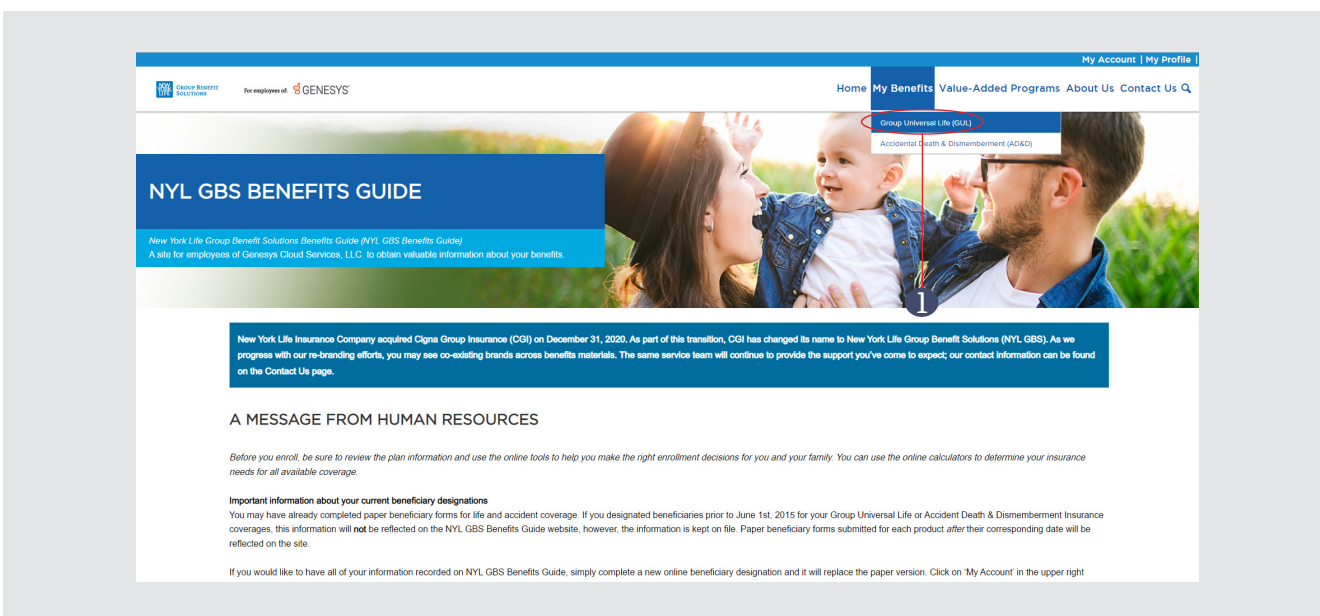 My Account | My Profile |
NEW YORK LIFE
GROUP BENEFIT SOLUTIONS
For employees of:
GENESYS
Home My Benefits Value-Added Programs About Us Contact Us
Group Universal Life (GUL)
Accidental Death & Dismemberment (AD&D)
NYL GBS BENEFITS GUIDE
New York Life Group Benefit Solutions Benefits Guide (NYL GBS Benefits Guide)
A site for employees of Genesys Cloud Services, LLC. to obtain valuable information about your benefits.
1
New York Life Insurance Company acquired Cigna Group Insurance (CGI) on December 31, 2020. As part of this transition, CGI has changed its name to New York Life Group Benefit Solutions (NYL GBS). As we
progress with our re-branding efforts, you may see co-existing brands across benefits materials. The same service team will continue to provide the support you've come to expect; our contact information can be found
on the Contact Us page.
A MESSAGE FROM HUMAN RESOURCES
Before you enroll, be sure to review the plan information and use the online tools to help you make the right enrollment decisions for you and your family. You can use the online calculators to determine your insurance
needs for all available coverage.
Important information about your current beneficiary designations
You may have already completed paper beneficiary forms for life and accident coverage. If you designated beneficiaries prior to June 1st, 2015 for your Group Universal Life or Accident Death & Dismemberment Insurance
coverages, this information will not be reflected on the NYL GBS Benefits Guide website, however, the information is kept on file. Paper beneficiary forms submitted for each product after their corresponding date will be
reflected on the site.
If you would like to have all of your information recorded on NYL GBS Benefits Guide, simply complete a new online beneficiary designation and it will replace the paper version. Click on 'My Account' in the upper right